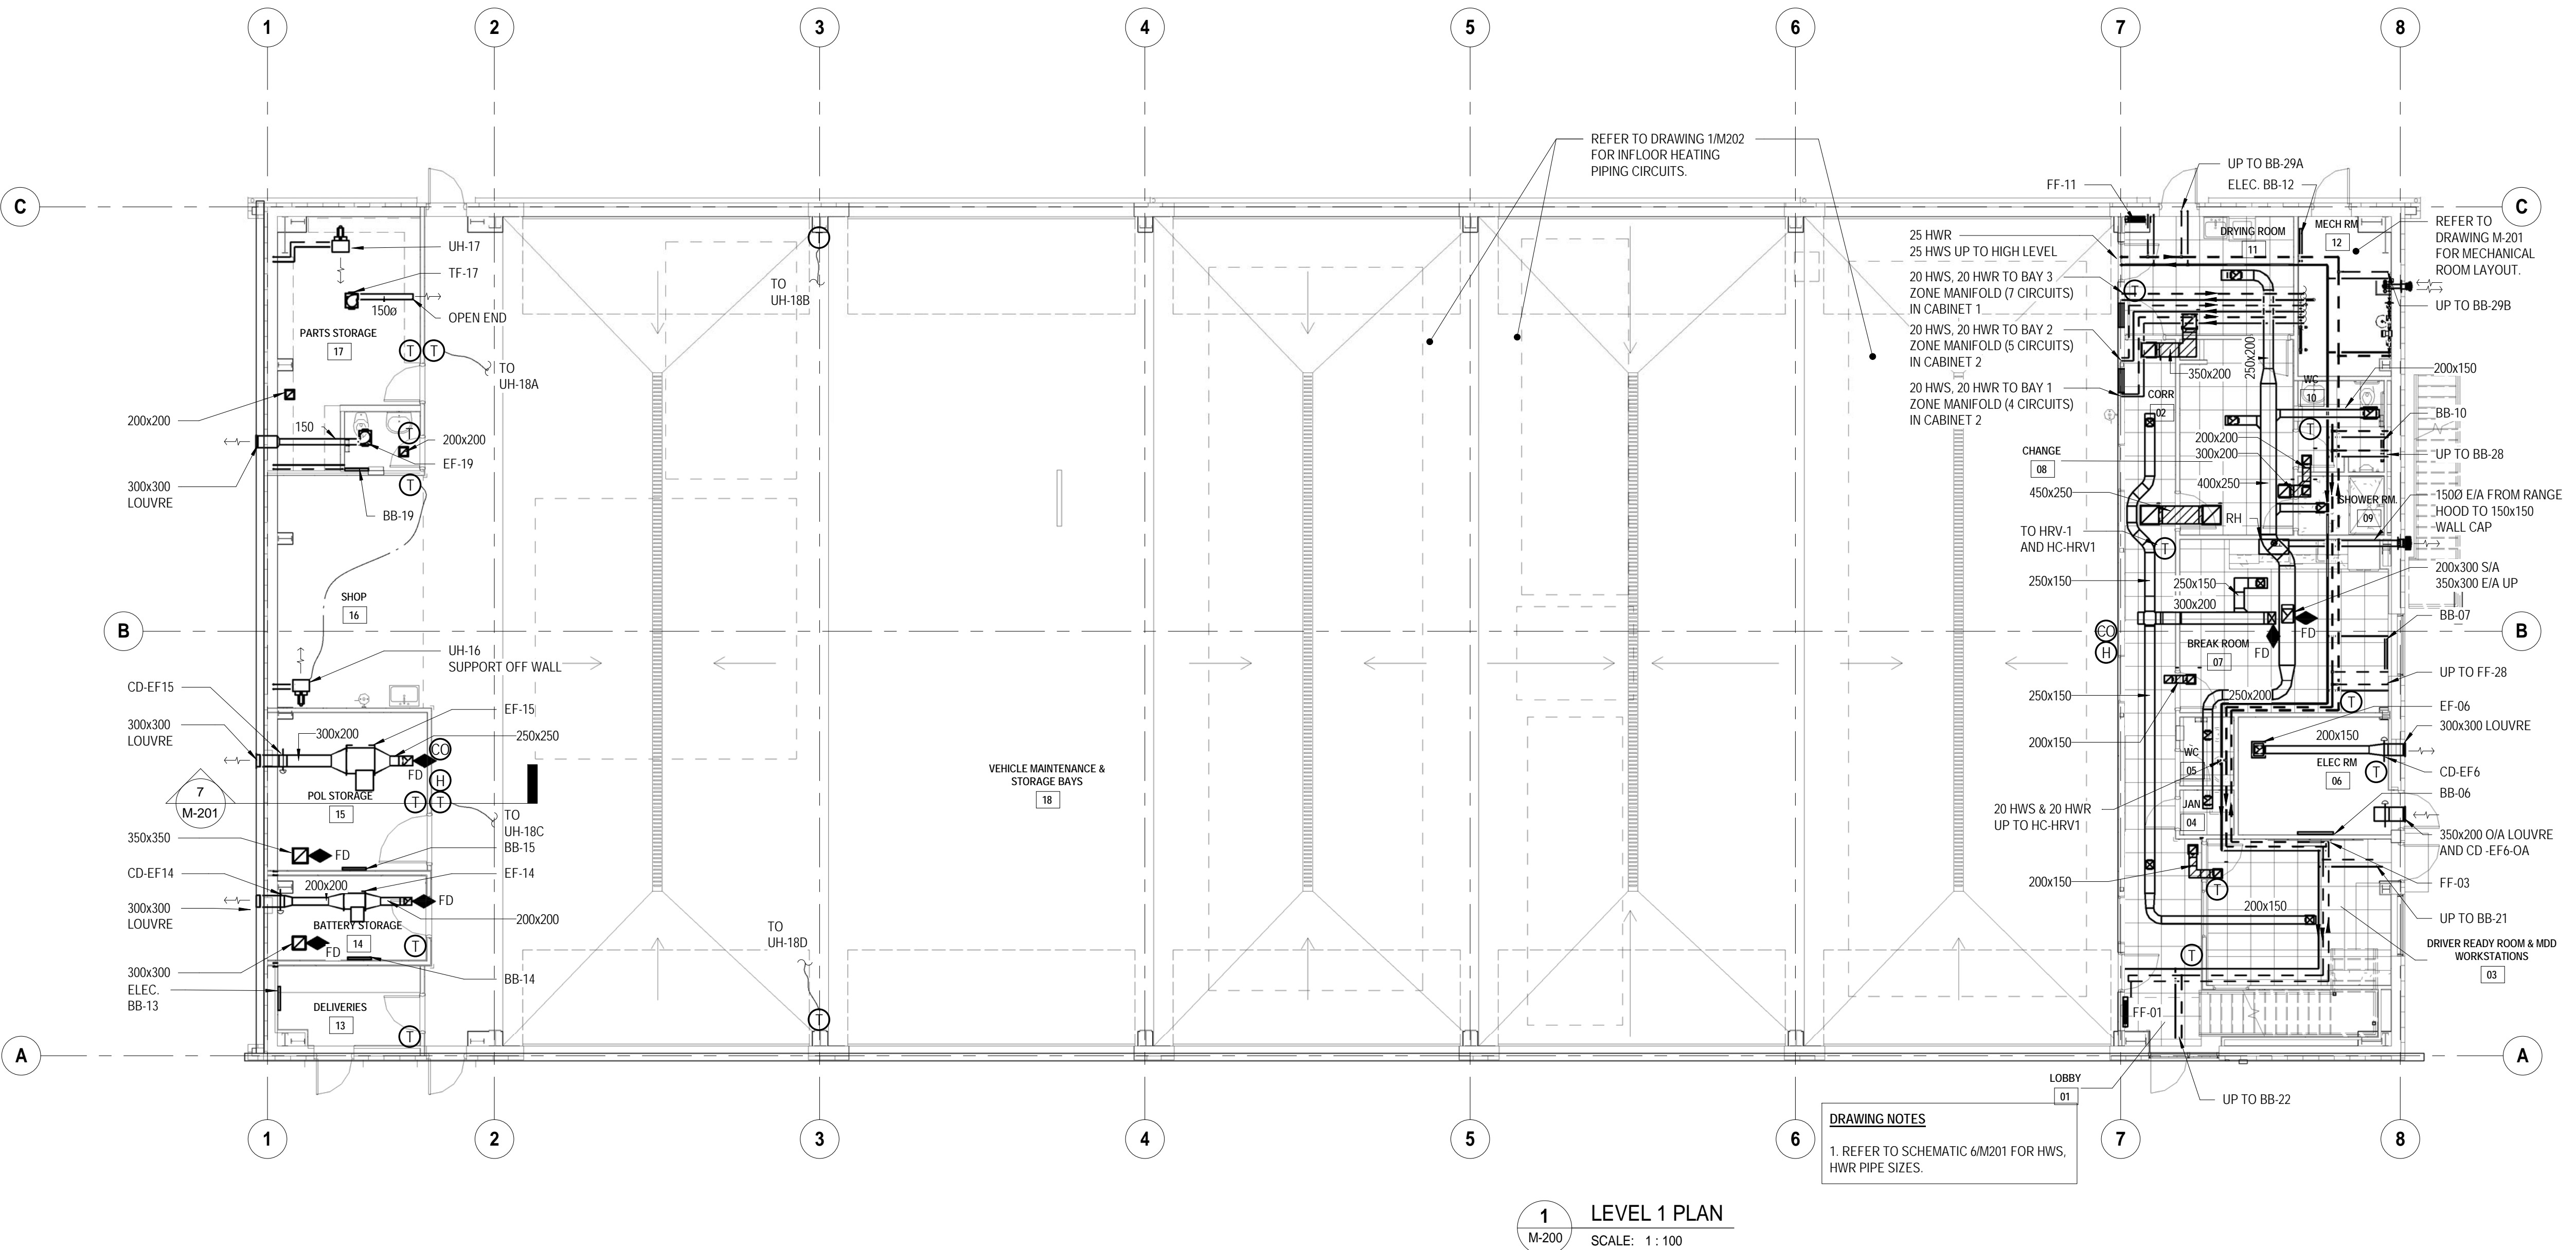 1
2
3
4
5
6
7
8
C
C
B
B
A
A
REFER TO DRAWING 1/M202
FOR INFLOOR HEATING
PIPING CIRCUITS.
UP TO BB-29A
FF-11
ELEC. BB-12
REFER TO
DRAWING M-201
FOR MECHANICAL
ROOM LAYOUT.
UP TO BB-29B
UH-17
TF-17
150ø
OPEN END
PARTS STORAGE
17
T
T
TO
UH-18A
T
TO
UH-18B
200x200
150
200x200
T
EF-19
300x300
LOUVRE
T
BB-19
SHOP
16
UH-16
SUPPORT OFF WALL
CD-EF15
300x300
LOUVRE
300x200
EF-15
250x250
CO
FD
H
T
T
7
M-201
POL STORAGE
15
TO
UH-18C
350x350
FD
BB-15
CD-EF14
200x200
EF-14
FD
300x300
LOUVRE
200x200
BATTERY STORAGE
14
T
FD
300x300
BB-14
ELEC.
BB-13
DELIVERIES
13
T
TO
UH-18D
T
VEHICLE MAINTENANCE &
STORAGE BAYS
18
25 HWR
25 HWS UP TO HIGH LEVEL
20 HWS, 20 HWR TO BAY 3
ZONE MANIFOLD (7 CIRCUITS)
IN CABINET 1
20 HWS, 20 HWR TO BAY 2
ZONE MANIFOLD (5 CIRCUITS)
IN CABINET 2
20 HWS, 20 HWR TO BAY 1
ZONE MANIFOLD (4 CIRCUITS)
IN CABINET 2
DRYING ROOM
11
MECH RM
12
T
250x200
350x200
200x150
WC
10
CORR
02
BB-10
T
200x200
300x200
CHANGE
08
UP TO BB-28
400x250
SHOWER RM.
09
450x250
RH
150Ø E/A FROM RANGE
HOOD TO 150x150
WALL CAP
TO HRV-1
AND HC-HRV1
T
250x150
250x150
300x200
200x300 S/A
350x300 E/A UP
BB-07
CO
H
FD
FD
BREAK ROOM
07
UP TO FF-28
250x150
250x200
T
EF-06
200x150
200x150
300x300 LOUVRE
WC
05
ELEC RM
06
T
CD-EF6
BB-06
20 HWS & 20 HWR
UP TO HC-HRV1
JAN
04
350x200 O/A LOUVRE
AND CD -EF6-OA
200x150
T
FF-03
200x150
UP TO BB-21
T
DRIVER READY ROOM & MDD
WORKSTATIONS
03
FF-01
LOBBY
01
UP TO BB-22
1
2
3
4
5
6
7
8
DRAWING NOTES
1. REFER TO SCHEMATIC 6/M201 FOR HWS,
HWR PIPE SIZES.
1
M-200
LEVEL 1 PLAN
SCALE: 1 : 100